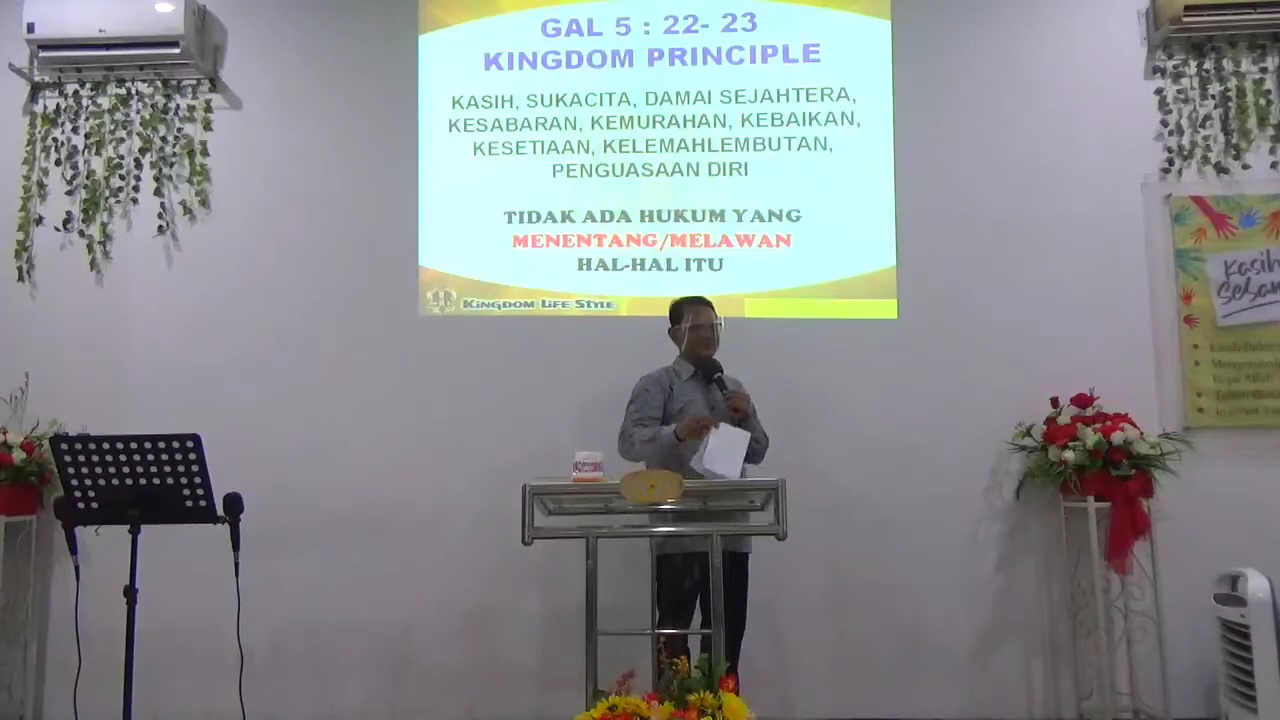 GAL 5 : 22- 23
KINGDOM PRINCIPLE
KASIH, SUKACITA, DAMAI SEJAHTERA,
KESABARAN, KEMURAHAN, KEBAIKAN,
KESETIAAN, KELEMAHLEMBUTAN,
PENGUASAAN DIRI
TIDAK ADA HUKUM YANG
MENENTANG/MELAWAN
HAL-HAL ITU
KINGDOM LIFE STYLE
Kasih